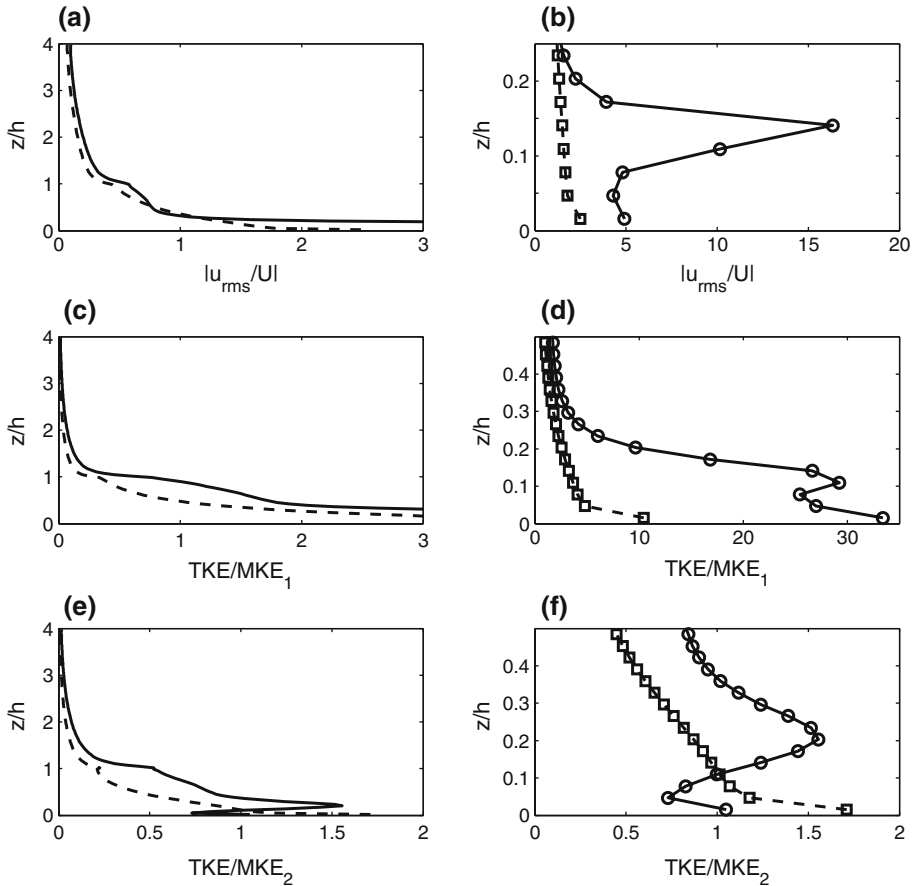 (a)
4
3
2
1
0
z/h
0 1 2 3
|u_rms/U|
(b)
0.2
0.1
0
z/h
0 5 10 15 20
|u_rms/U|
(c)
4
3
2
1
0
z/h
0 1 2 3
TKE/MKE_1
(d)
0.4
0.3
0.2
0.1
0
z/h
0 10 20 30
TKE/MKE_1
(e)
4
3
2
1
0
z/h
0 0.5 1 1.5 2
TKE/MKE_2
(f)
0.4
0.3
0.2
0.1
0
z/h
0.5 1 1.5 2
TKE/MKE_2